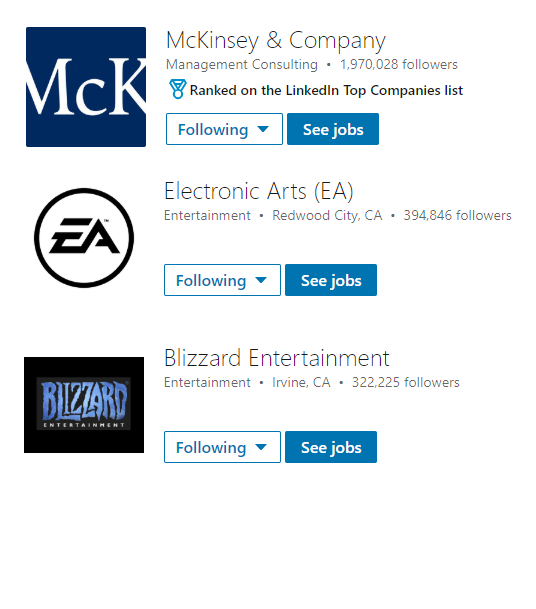 McK
McKinsey & Company
Management Consulting • 1,970,028 followers
Ranked on the LinkedIn Top Companies list
Following See jobs
EA™
Electronic Arts (EA)
Entertainment • Redwood City, CA • 394,846 followers
Following See jobs
BLIZZARD
ENTERTAINMENT
Blizzard Entertainment
Entertainment • Irvine, CA • 322,225 followers
Following See jobs